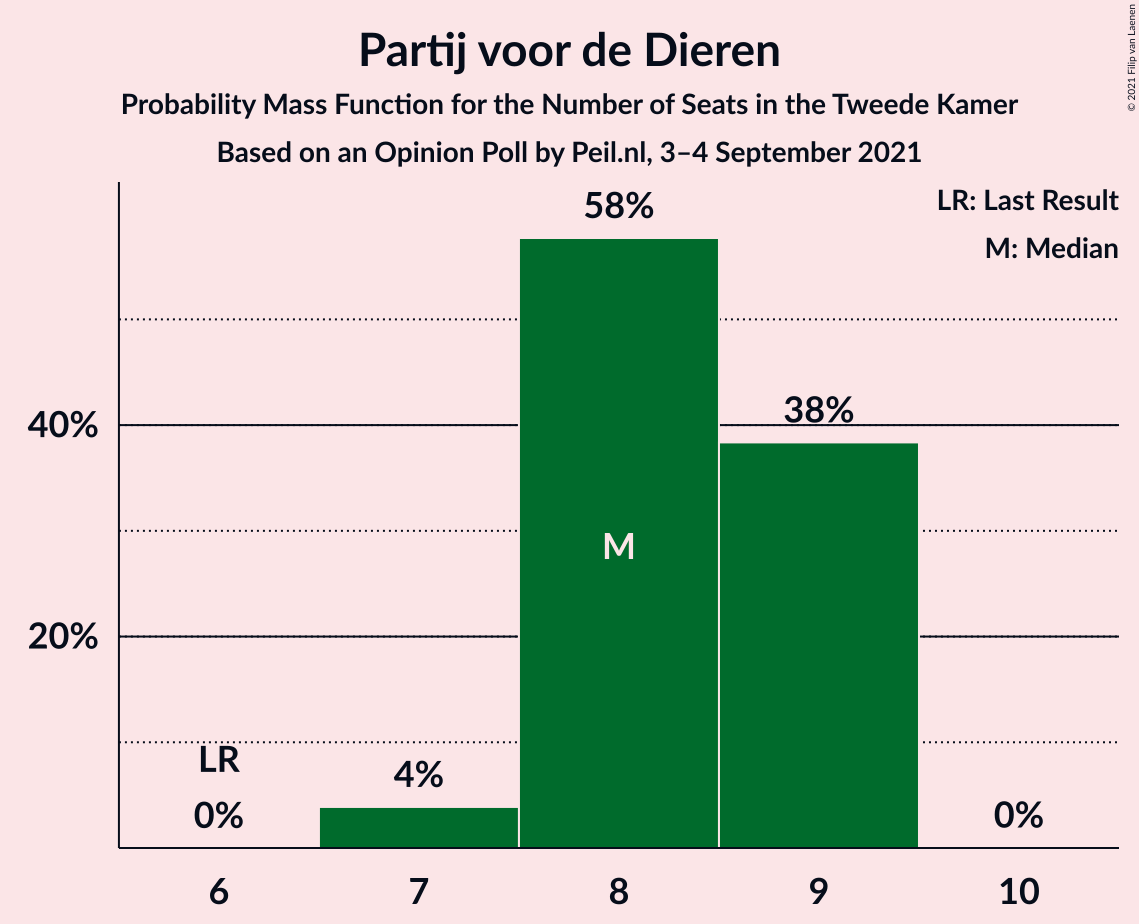 Partij voor de Dieren
Probability Mass Function for the Number of Seats in the Tweede Kamer
Based on an Opinion Poll by Peil.nl, 3–4 September 2021
© 2021 Filip van Laenen
LR: Last Result
M: Median
58%
38%
40%
M
20%
LR
4%
0%
0%
6 7 8 9 10